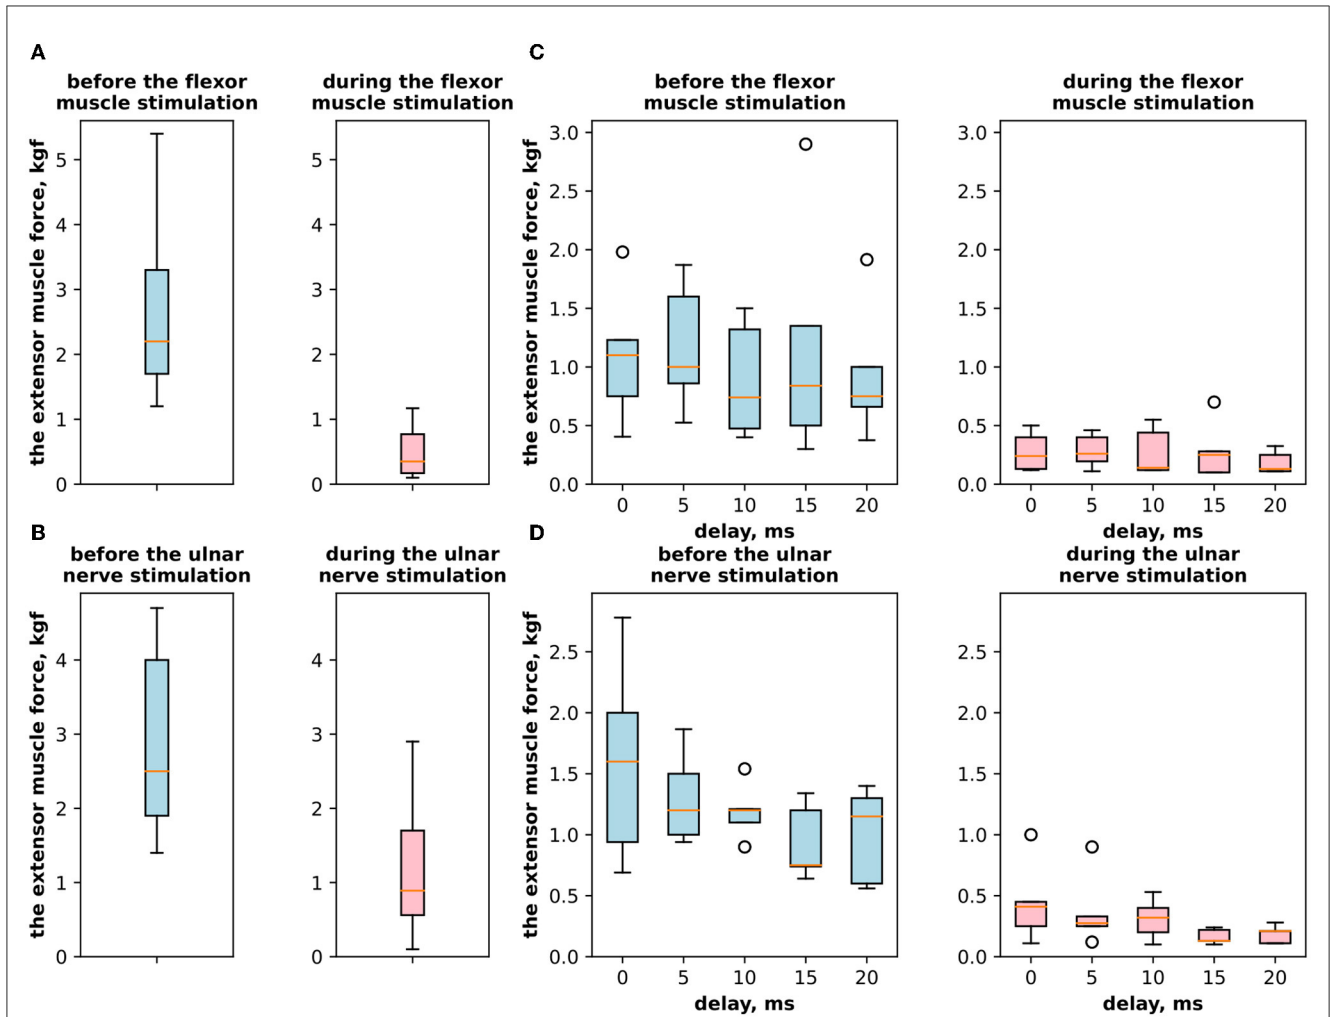 A
before the flexor
muscle stimulation
the extensor muscle force, kgf
5
4
3
2
1
0
during the flexor
muscle stimulation
5
4
3
2
1
0
B
before the ulnar
nerve stimulation
the extensor muscle force, kgf
4
3
2
1
0
during the ulnar
nerve stimulation
4
3
2
1
0
C
before the flexor
muscle stimulation
the extensor muscle force, kgf
3.0
2.5
2.0
1.5
1.0
0.5
0.0
0 5 10 15 20
delay, ms
during the flexor
muscle stimulation
3.0
2.5
2.0
1.5
1.0
0.5
0.0
0 5 10 15 20
delay, ms
D
before the ulnar
nerve stimulation
the extensor muscle force, kgf
2.5
2.0
1.5
1.0
0.5
0.0
0 5 10 15 20
delay, ms
during the ulnar
nerve stimulation
2.5
2.0
1.5
1.0
0.5
0.0
0 5 10 15 20
delay, ms